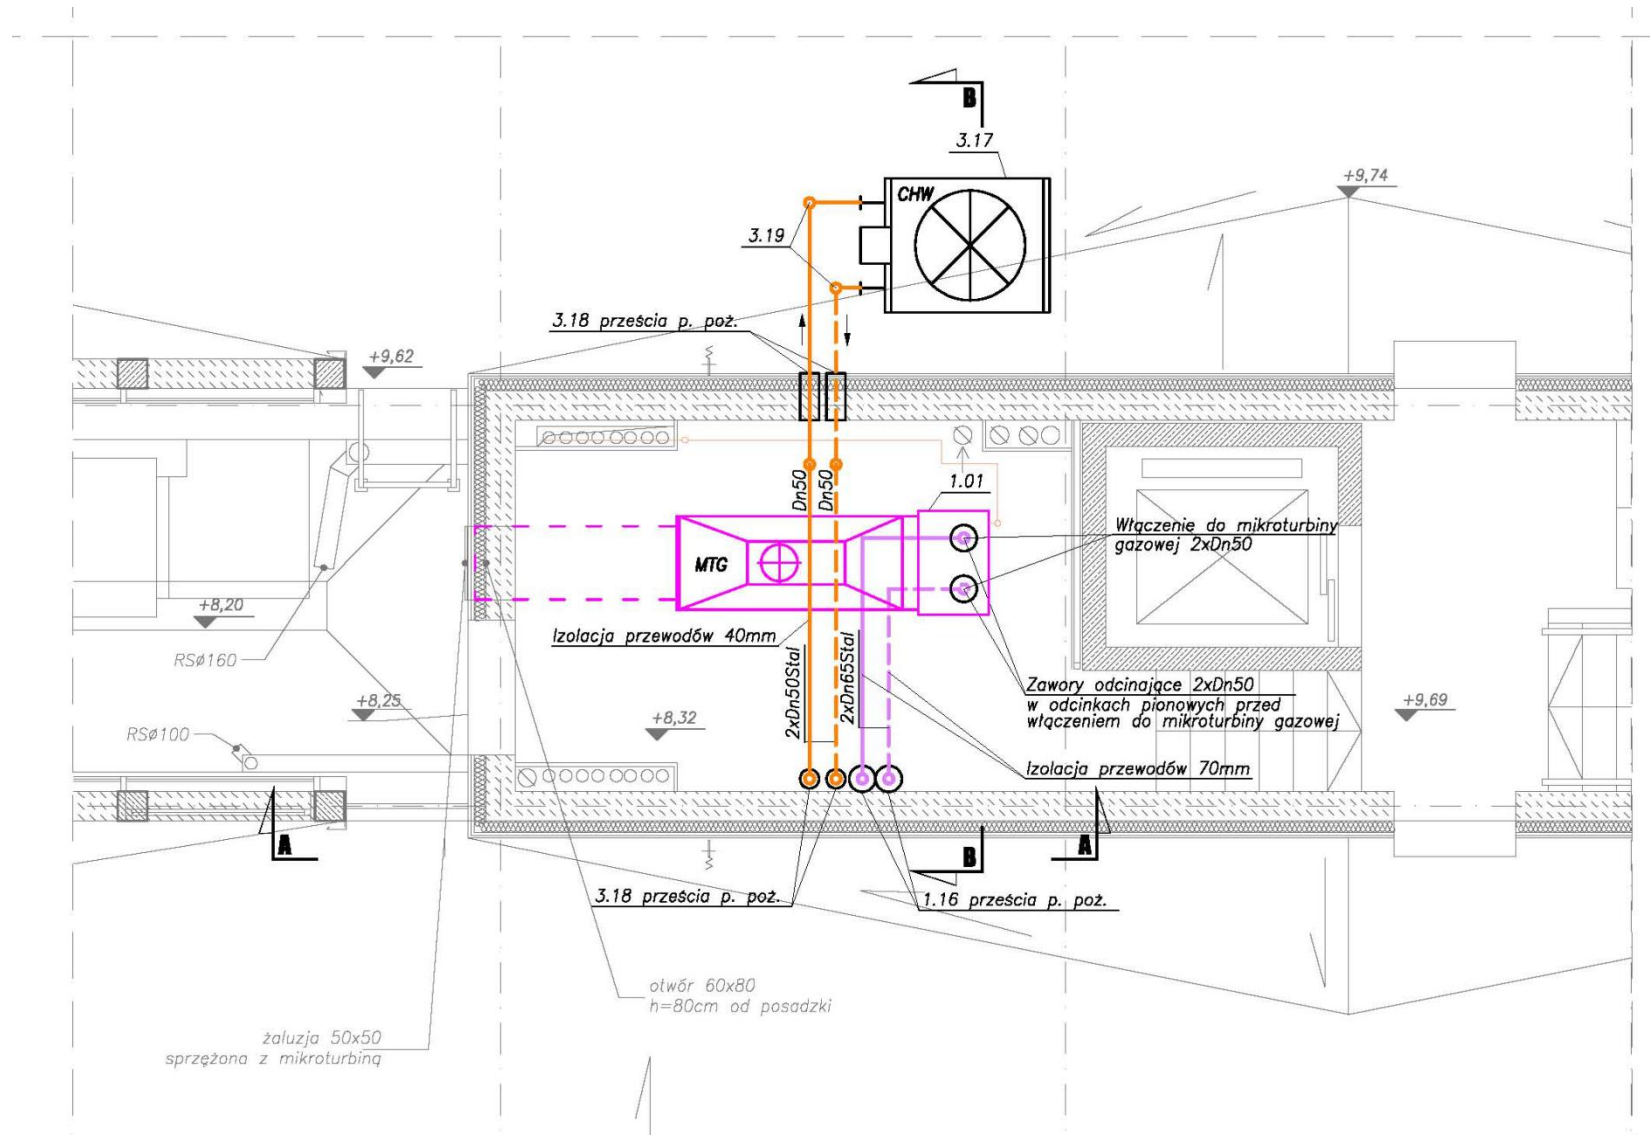 B
3.17
CHW
+9,74
3.19
3.18 prześcia p. poż.
+9,62
Dn50
Dn50
1.01
MTG
Włączenie do mikroturbiny
gazowej 2xDn50
+8,20
RSø160
Izolacja przewodów 40mm
2xDn50Stal
2xDn65Stal
Zawory odcinające 2xDn50
w odcinkach pionowych przed
włączeniem do mikroturbiny gazowej
+8,25
+8,32
+9,69
RSø100
Izolacja przewodów 70mm
A
B
A
3.18 prześcia p. poż.
1.16 prześcia p. poż.
otwór 60x80
h=80cm od posadzki
żaluzja 50x50
sprzężona z mikroturbiną